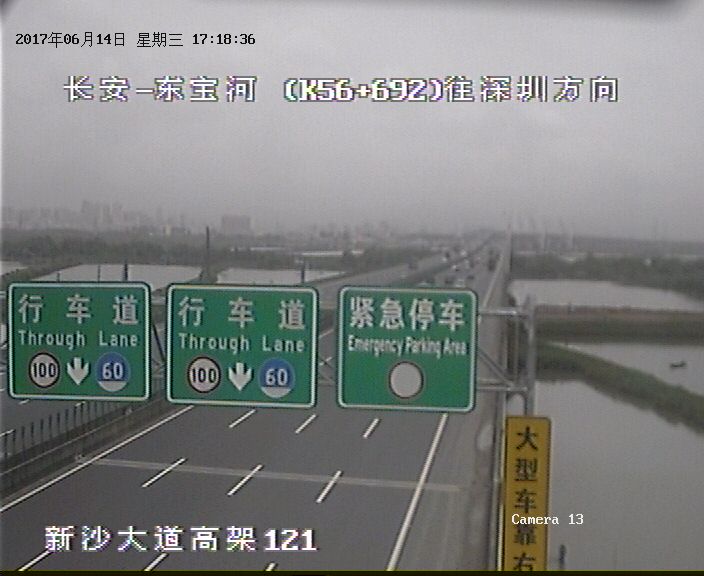 2017年06月14日 星期三 17:18:36
长安-东宝河 (K56+692)往深圳方向
行车道
Through Lane
100 60
行车道
Through Lane
100 60
紧急停车
Emergency Parking Area
大型车靠右
Camera 13
新沙大道高架121